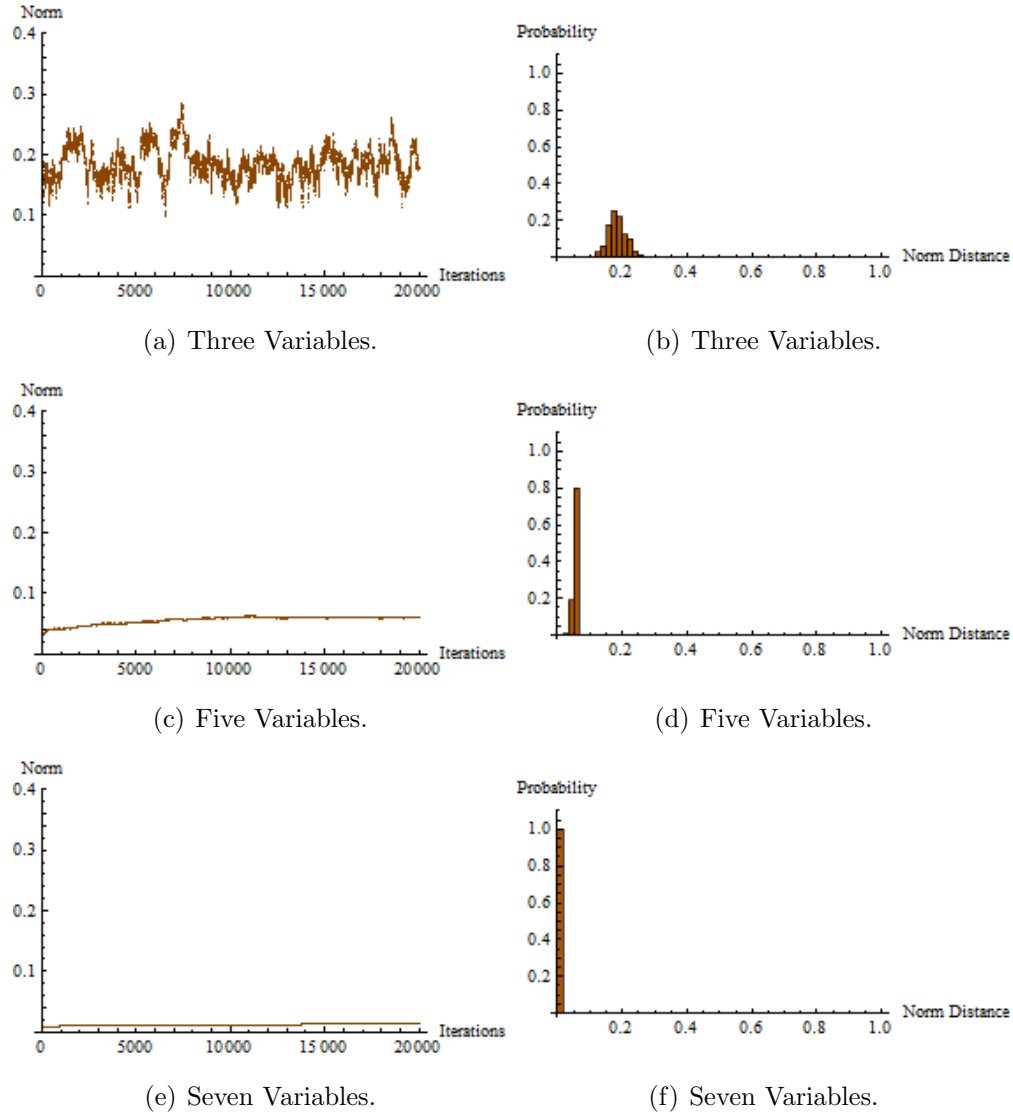 Norm
0.4
0.3
0.2
0.1
0 5000 10000 15000 20000 Iterations
(a) Three Variables.
Probability
1.0
0.8
0.6
0.4
0.2
0.2 0.4 0.6 0.8 1.0 Norm Distance
(b) Three Variables.
Norm
0.4
0.3
0.2
0.1
0 5000 10000 15000 20000 Iterations
(c) Five Variables.
Probability
1.0
0.8
0.6
0.4
0.2
0.2 0.4 0.6 0.8 1.0 Norm Distance
(d) Five Variables.
Norm
0.4
0.3
0.2
0.1
0 5000 10000 15000 20000 Iterations
(e) Seven Variables.
Probability
1.0
0.8
0.6
0.4
0.2
0.2 0.4 0.6 0.8 1.0 Norm Distance
(f) Seven Variables.